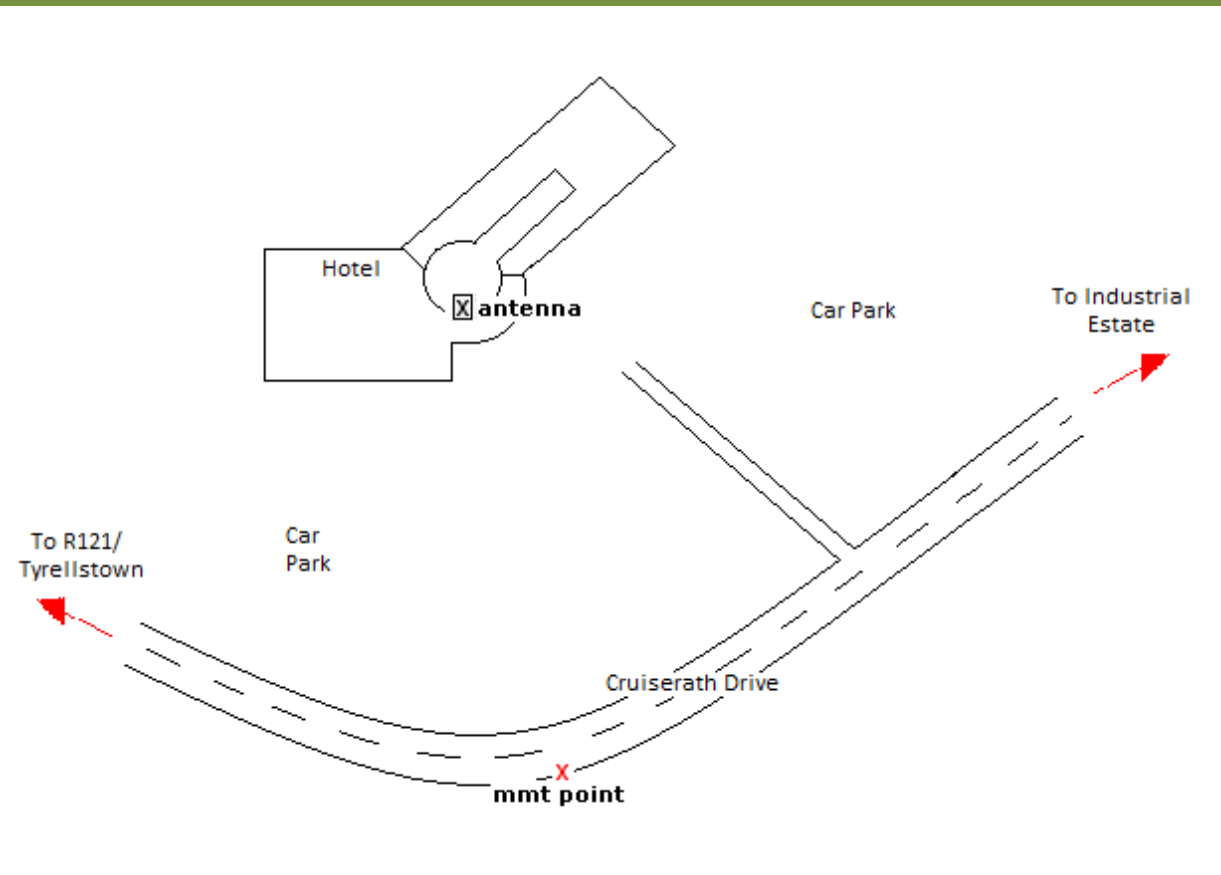 Hotel
X antenna
Car Park
To Industrial
Estate
Car
Park
To R121/
Tyrellstown
Cruiserath Drive
X
mmt point